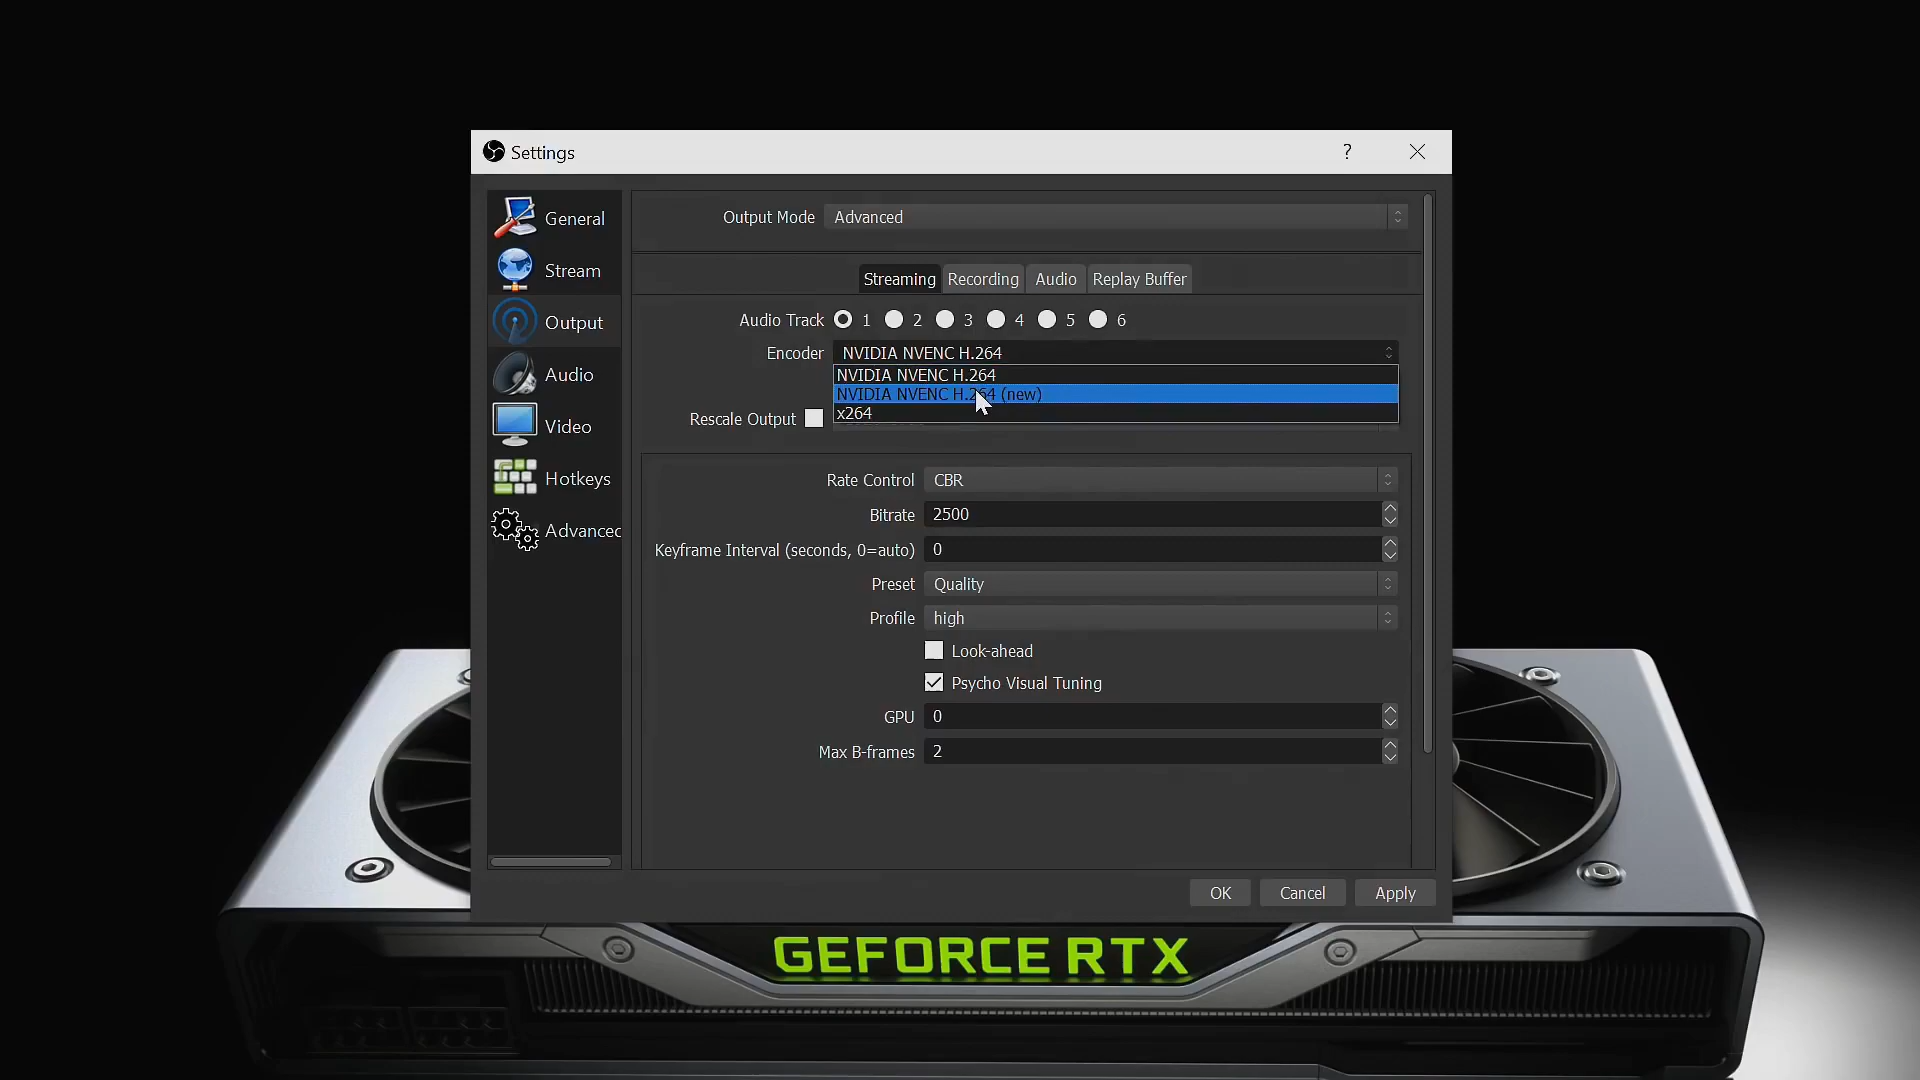 Settings
?
General
Stream
Output
Audio
Video
Hotkeys
Advanced
Output Mode Advanced
Streaming Recording Audio Replay Buffer
Audio Track 1 2 3 4 5 6
Encoder NVIDIA NVENC H.264
NVIDIA NVENC H.264
NVIDIA NVENC H.264 (new)
x264
Rescale Output
Rate Control CBR
Bitrate 2500
Keyframe Interval (seconds, 0=auto) 0
Preset Quality
Profile high
Look-ahead
Psycho Visual Tuning
GPU 0
Max B-frames 2
OK Cancel Apply
GEFORCE RTX